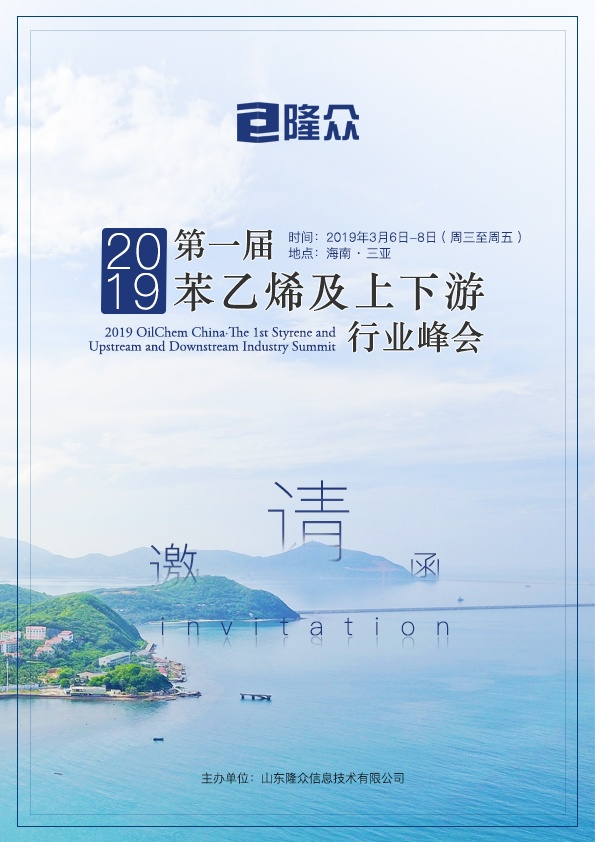 隆众
2019
第一届
时间：2019年3月6日-8日（周三至周五）
地点：海南·三亚
苯乙烯及上下游
2019 OilChem China·The 1st Styrene and
Upstream and Downstream Industry Summit
行业峰会
邀请函
invitation
主办单位：山东隆众信息技术有限公司